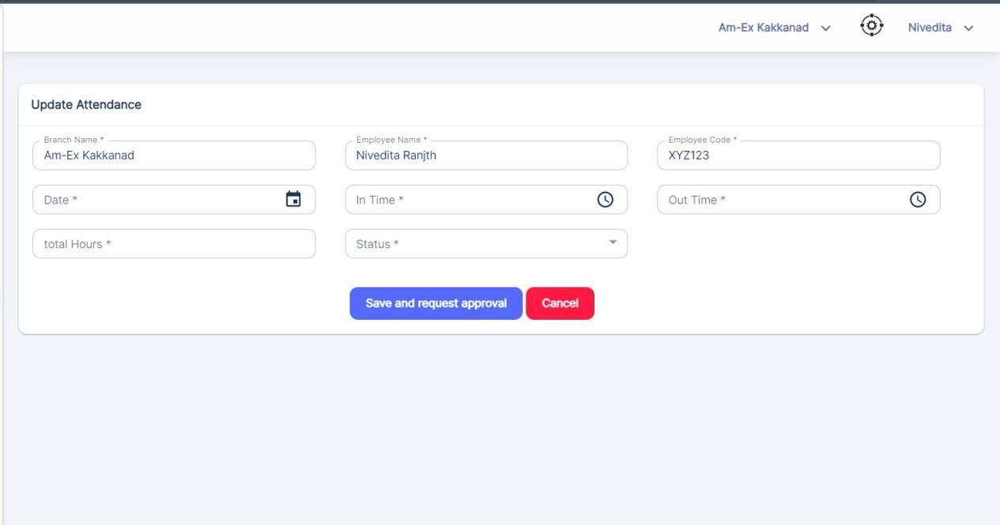 Am-Ex Kakkanad Nivedita
Update Attendance
Branch Name * Employee Name * Employee Code *
Am-Ex Kakkanad Nivedita Ranjth XYZ123
Date * In Time * Out Time *
total Hours * Status *
Save and request approval Cancel